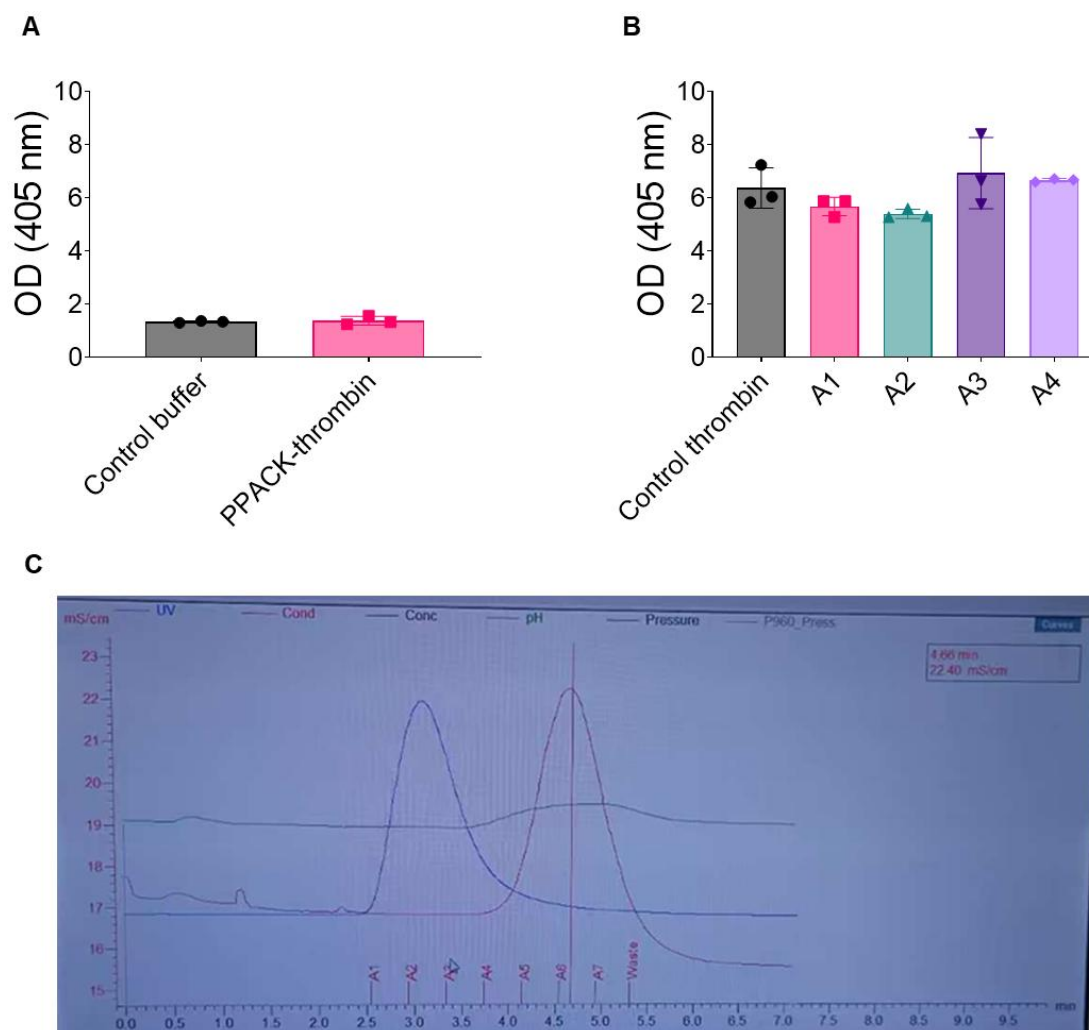 A
B
OD (405 nm)
10
8
6
4
2
0
Control buffer
PPACK-thrombin
OD (405 nm)
10
8
6
4
2
0
Control thrombin
A1
A2
A3
A4
C
mS/cm
UV
Cond
Conc
pH
Pressure
P960_Press
Curves
4.66 min
22.40 mS/cm
23
22
21
20
19
18
17
16
15
A1
A2
A3
A4
A5
A6
A7
Waste
0.0
0.5
1.0
1.5
2.0
2.5
3.0
3.5
4.0
4.5
5.0
5.5
6.0
6.5
7.0
7.5
8.0
8.5
9.0
9.5
min